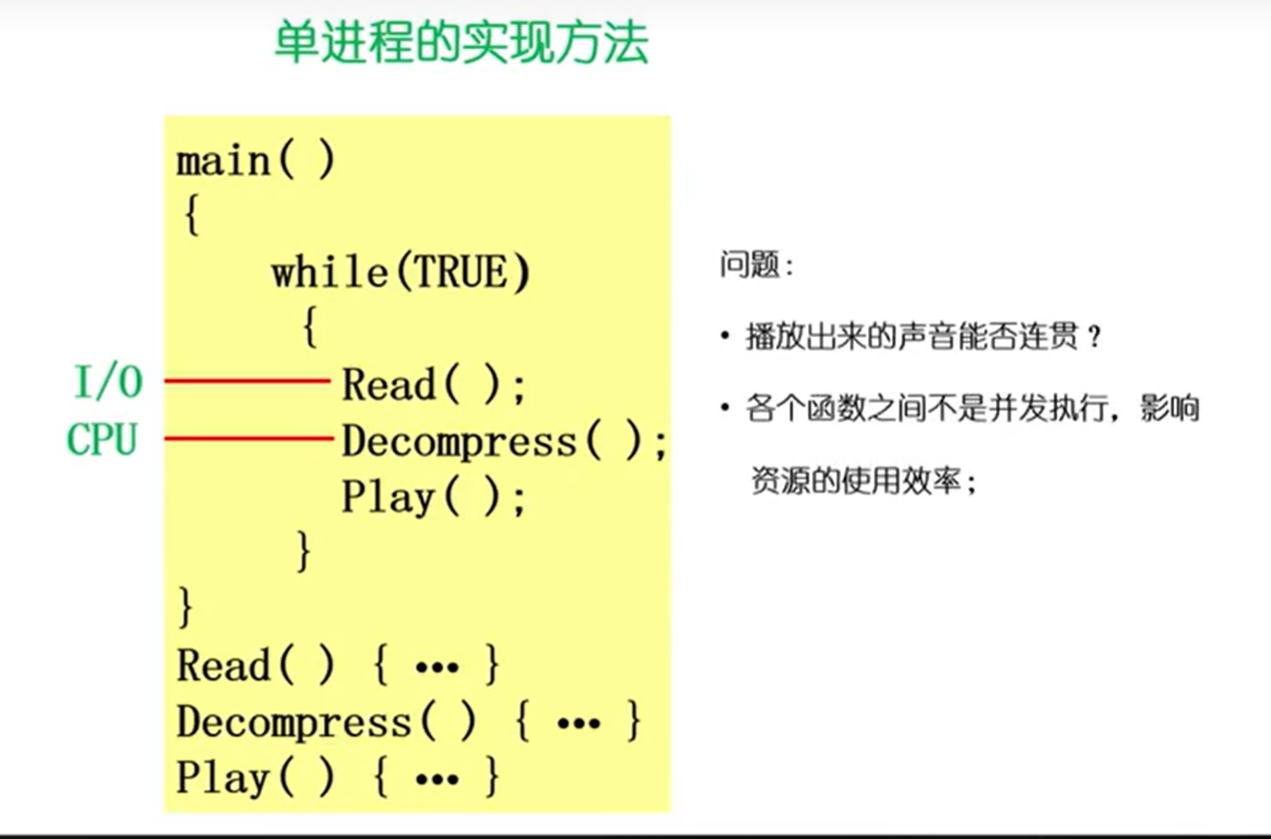 单进程的实现方法
main( )
{
while(TRUE)
{
I/O Read( );
CPU Decompress( );
Play( );
}
}
Read( ) { ••• }
Decompress( ) { ••• }
Play( ) { ••• }
问题：
• 播放出来的声音能否连贯？
• 各个函数之间不是并发执行，影响
资源的使用效率；